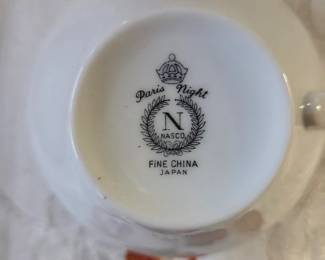 Paris Night
N
NASCO
FINE CHINA
JAPAN